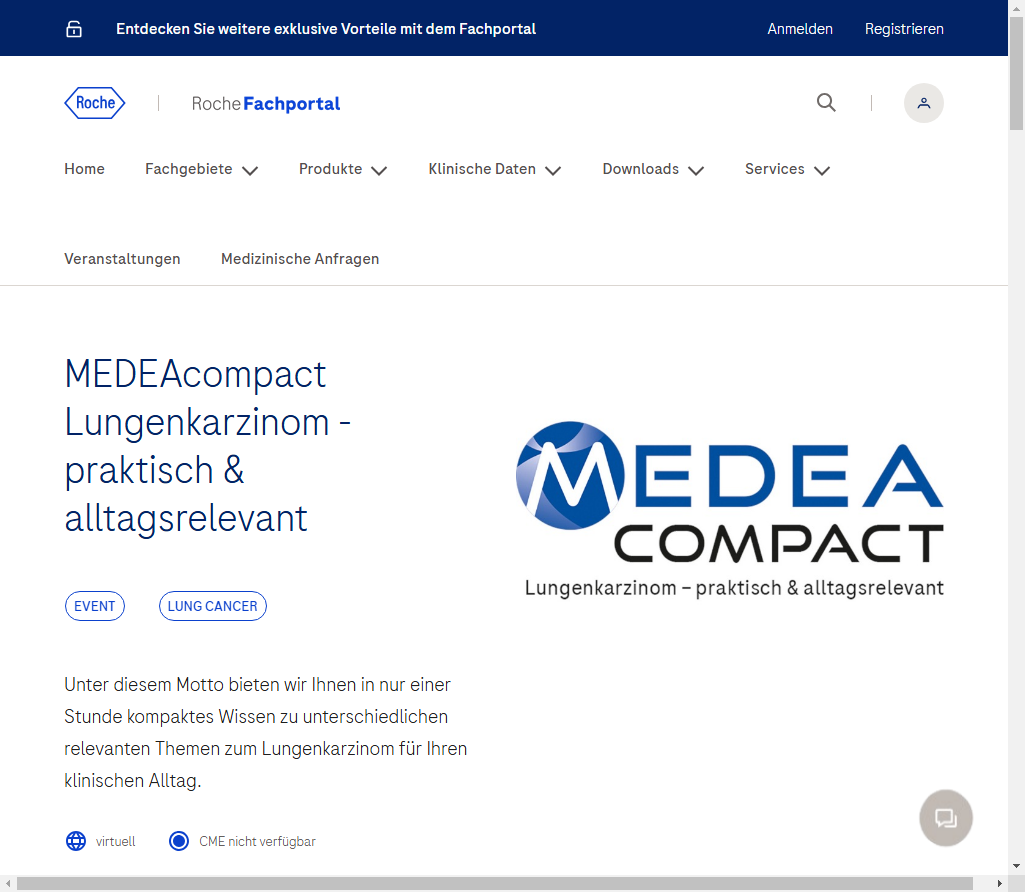 Entdecken Sie weitere exklusive Vorteile mit dem Fachportal
Anmelden
Registrieren
Roche
Roche Fachportal
Home
Fachgebiete
Produkte
Klinische Daten
Downloads
Services
Veranstaltungen
Medizinische Anfragen
MEDEAcompact
Lungenkarzinom -
praktisch &
alltagsrelevant
MEDEA
COMPACT
Lungenkarzinom – praktisch & alltagsrelevant
EVENT
LUNG CANCER
Unter diesem Motto bieten wir Ihnen in nur einer
Stunde kompaktes Wissen zu unterschiedlichen
relevanten Themen zum Lungenkarzinom für Ihren
klinischen Alltag.
virtuell
CME nicht verfügbar